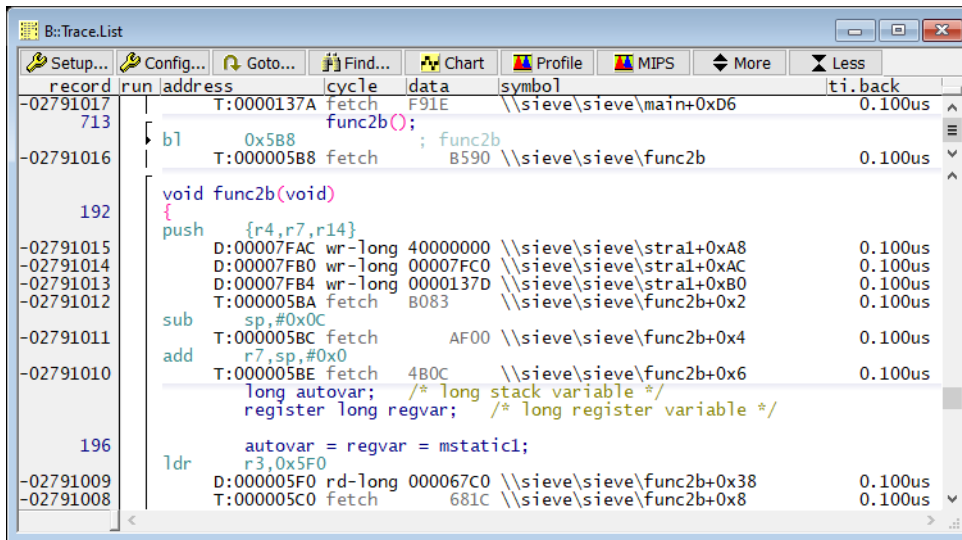 B::Trace.List
Setup... Config... Goto... Find... Chart Profile MIPS More Less
record run address cycle data symbol ti.back
-02791017 T:0000137A fetch F91E \\sieve\sieve\main+0xD6 0.100us
713 func2b();
bl 0x5B8 ; func2b
-02791016 T:000005B8 fetch B590 \\sieve\sieve\func2b 0.100us
void func2b(void)
192 {
push {r4,r7,r14}
-02791015 D:00007FAC wr-long 40000000 \\sieve\sieve\stra1+0xA8 0.100us
-02791014 D:00007FB0 wr-long 00007FC0 \\sieve\sieve\stra1+0xAC 0.100us
-02791013 D:00007FB4 wr-long 0000137D \\sieve\sieve\stra1+0xB0 0.100us
-02791012 T:000005BA fetch B083 \\sieve\sieve\func2b+0x2 0.100us
sub sp,#0x0C
-02791011 T:000005BC fetch AF00 \\sieve\sieve\func2b+0x4 0.100us
add r7,sp,#0x0
-02791010 T:000005BE fetch 4B0C \\sieve\sieve\func2b+0x6 0.100us
long autovar; /* long stack variable */
register long regvar; /* long register variable */
196 autovar = regvar = mstatic1;
ldr r3,0x5F0
-02791009 D:000005F0 rd-long 000067C0 \\sieve\sieve\func2b+0x38 0.100us
-02791008 T:000005C0 fetch 681C \\sieve\sieve\func2b+0x8 0.100us